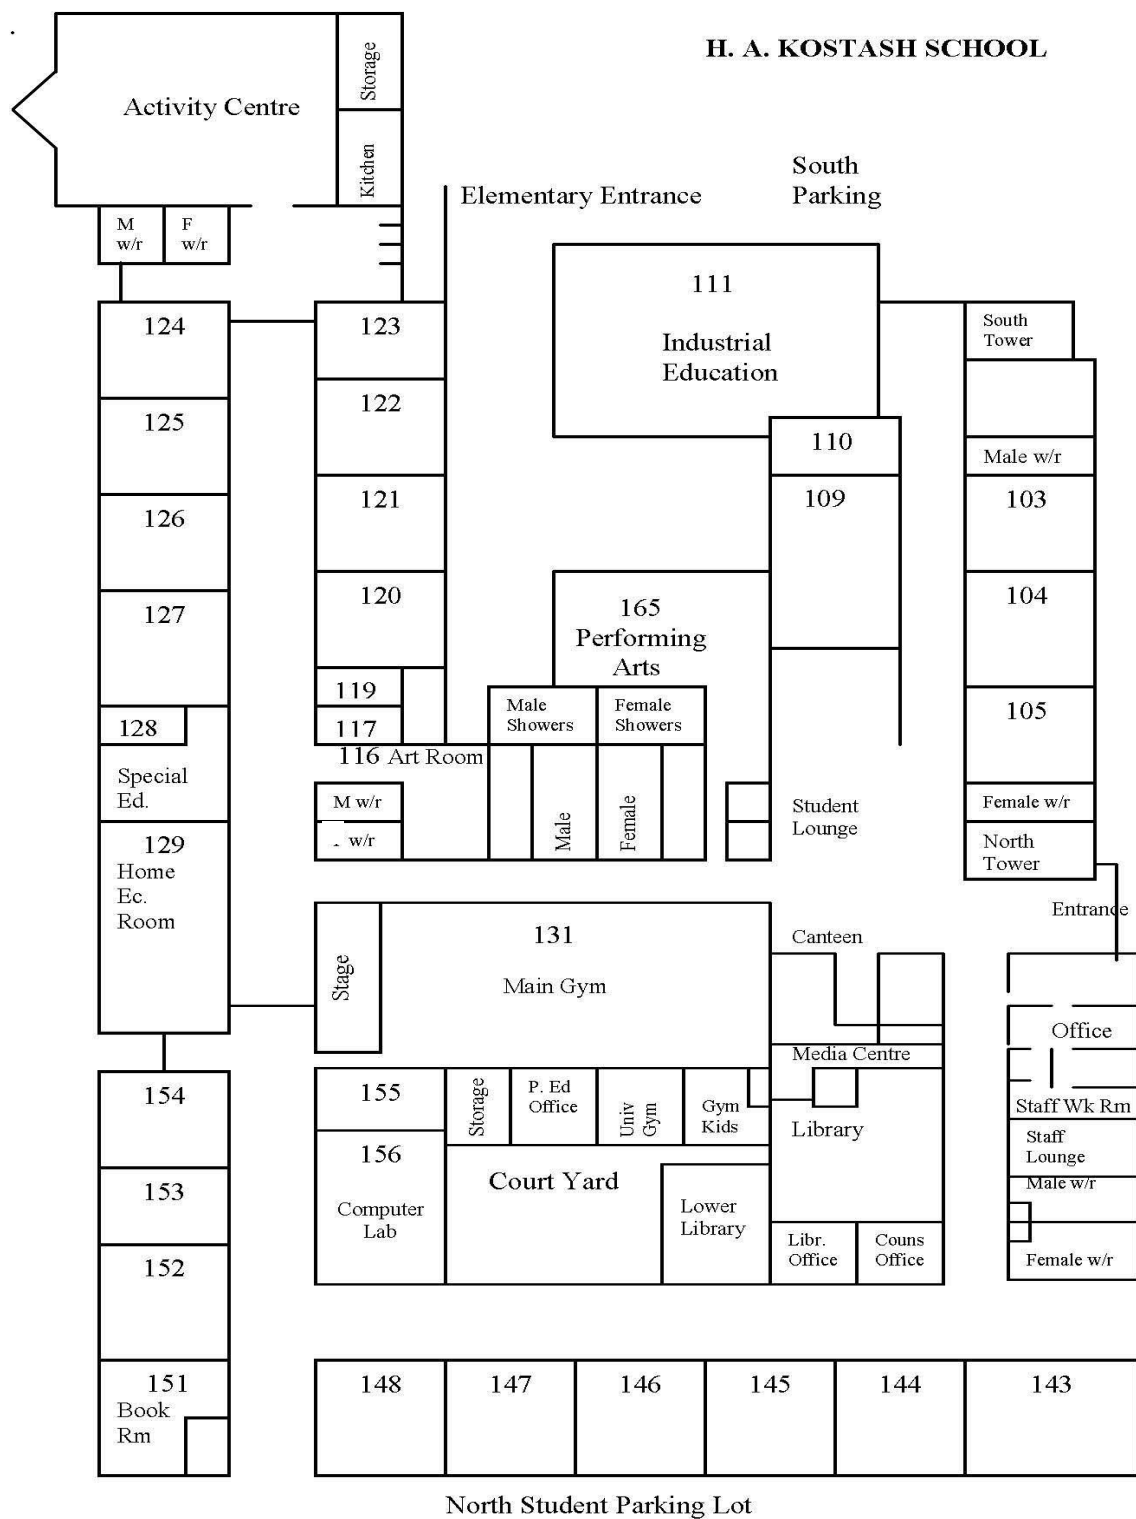 H. A. KOSTASH SCHOOL
Storage
Activity Centre
Kitchen
Elementary Entrance
South
Parking
M
w/r
F
w/r
111
Industrial
Education
124
123
South
Tower
125
122
110
Male w/r
126
121
109
103
127
120
165
Performing
Arts
104
119
Male
Showers
Female
Showers
105
128
117
116 Art Room
Special
Ed.
M w/r
w/r
Male
Female
Student
Lounge
Female w/r
North
Tower
129
Home
Ec.
Room
Entrance
131
Main Gym
Stage
Canteen
Office
Media Centre
154
155
Storage
P. Ed
Office
Univ
Gym
Gym
Kids
Library
Staff Wk Rm
Staff
Lounge
153
156
Computer
Lab
Court Yard
Lower
Library
Male w/r
152
Libr.
Office
Couns
Office
Female w/r
151
Book
Rm
148
147
146
145
144
143
North Student Parking Lot